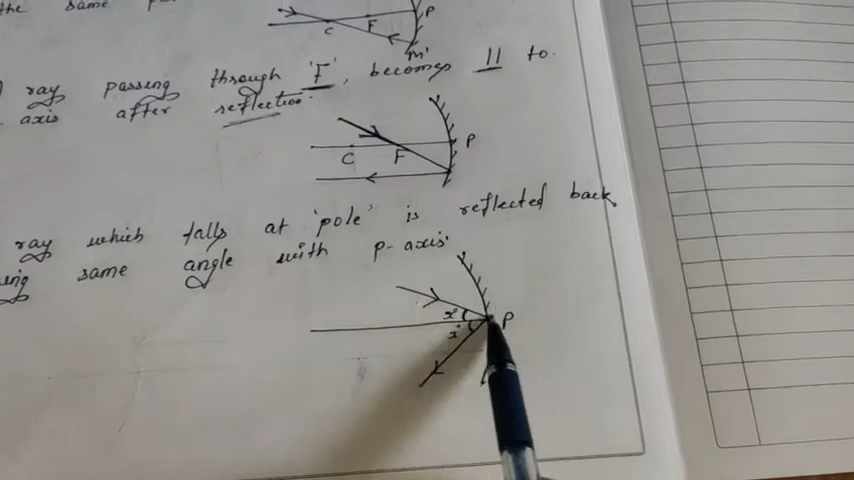 the same p-
P
C F
M'
ray passing through 'F', becomes || to.
axis after reflection.
P
C F
ray which falls at 'pole' is reflected back
ing same angle with p-axis.
x°
P
x°